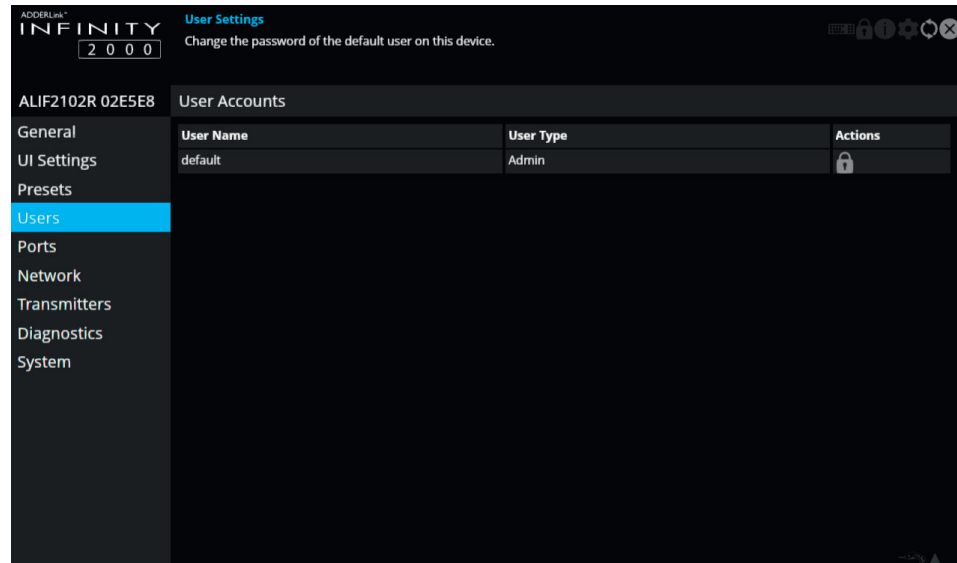 ADDERLink™
INFINITY
2000
User Settings
Change the password of the default user on this device.
ALIF2102R 02E5E8
User Accounts
General
UI Settings
Presets
Users
Ports
Network
Transmitters
Diagnostics
System
User Name
User Type
Actions
default
Admin